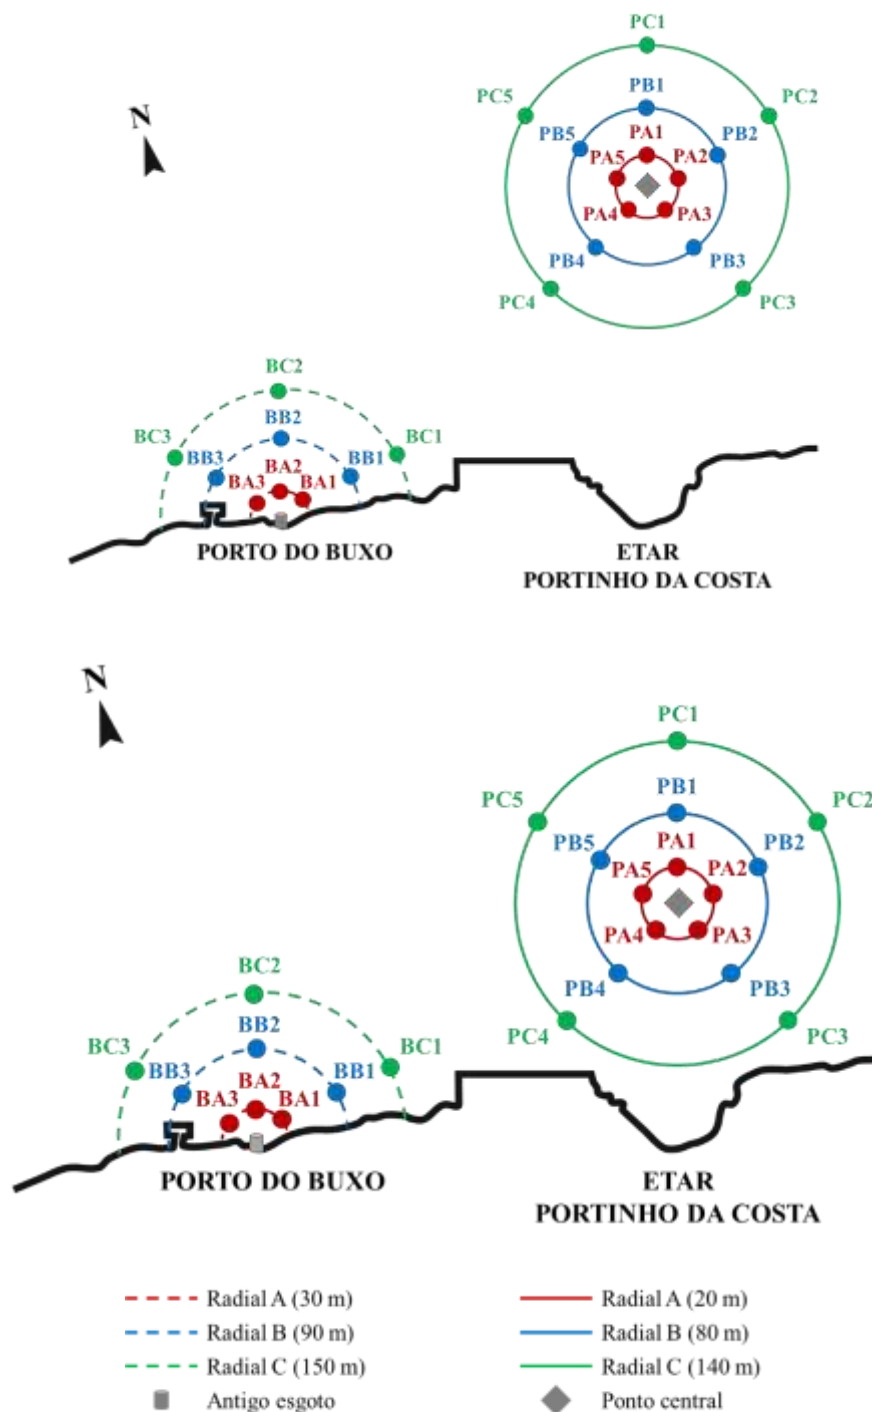 PC1
N
PC5
PB1
PC2
PB5
PA1
PB2
PA5
PA2
PA4
PA3
PB4
PB3
PC4
PC3
BC2
BC3
BB2
BC1
BB3
BA2
BB1
BA3
BA1
PORTO DO BUXO
ETAR
PORTINHO DA COSTA
N
PC1
PC5
PB1
PC2
PB5
PA1
PB2
PA5
PA2
PA4
PA3
PB4
PB3
PC4
PC3
BC2
BC3
BB2
BC1
BB3
BA2
BB1
BA3
BA1
PORTO DO BUXO
ETAR
PORTINHO DA COSTA
Radial A (30 m)
Radial A (20 m)
Radial B (90 m)
Radial B (80 m)
Radial C (150 m)
Radial C (140 m)
Antigo esgoto
Ponto central